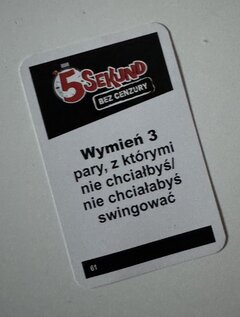 5 SEKUND
BEZ CENZURY
Wymień 3
pary, z którymi
nie chciałbyś/
nie chciałabyś
swingować
61